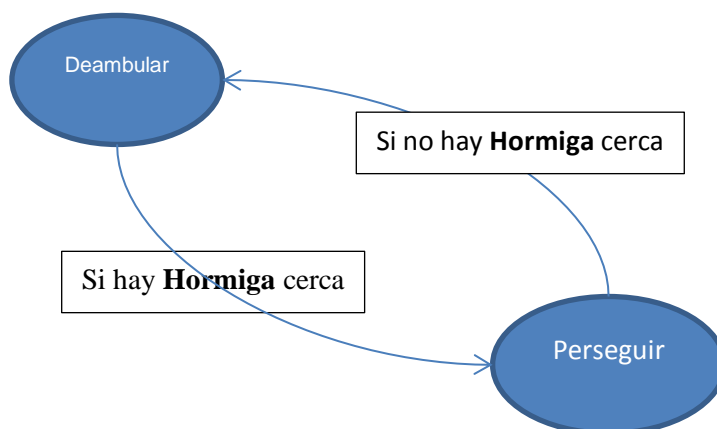 Deambular
Si no hay Hormiga cerca
Si hay Hormiga cerca
Perseguir